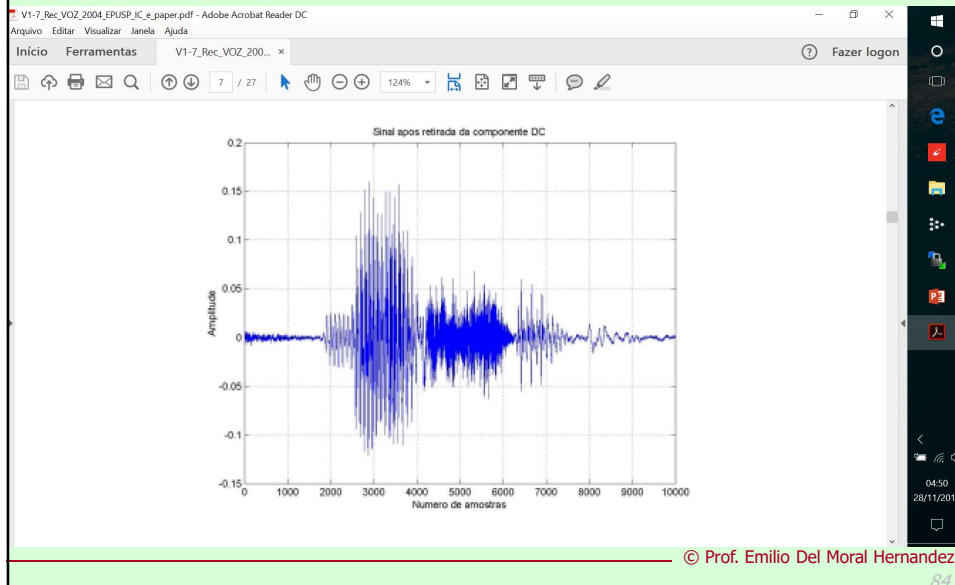 V1-7_Rec_VOZ_2004_EPUSP_IC_e_paper.pdf - Adobe Acrobat Reader DC
Arquivo Editar Visualizar Janela Ajuda
Início Ferramentas V1-7_Rec_VOZ_200... × Fazer logon
7 / 27 124%
Sinal apos retirada da componente DC
0.2
0.15
0.1
0.05
0
-0.05
-0.1
-0.15
Amplitude
0 1000 2000 3000 4000 5000 6000 7000 8000 9000 10000
Numero de amostras
04:50
28/11/201
© Prof. Emilio Del Moral Hernandez
84